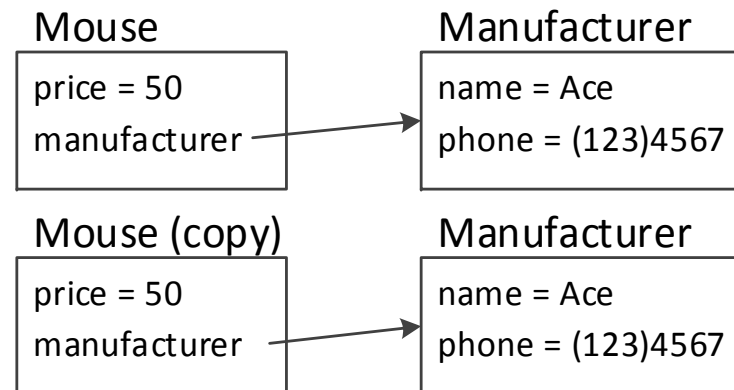 Mouse
price = 50
manufacturer
Manufacturer
name = Ace
phone = (123)4567
Mouse (copy)
price = 50
manufacturer
Manufacturer
name = Ace
phone = (123)4567